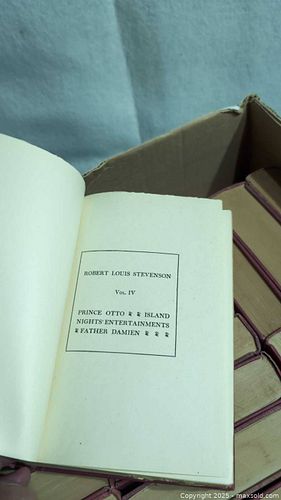 ROBERT LOUIS STEVENSON
Vol. IV
PRINCE OTTO ❦ ❦ ISLAND
NIGHTS' ENTERTAINMENTS
❦ FATHER DAMIEN ❦ ❦ ❦
Copyright © 2025 - maxsold.com